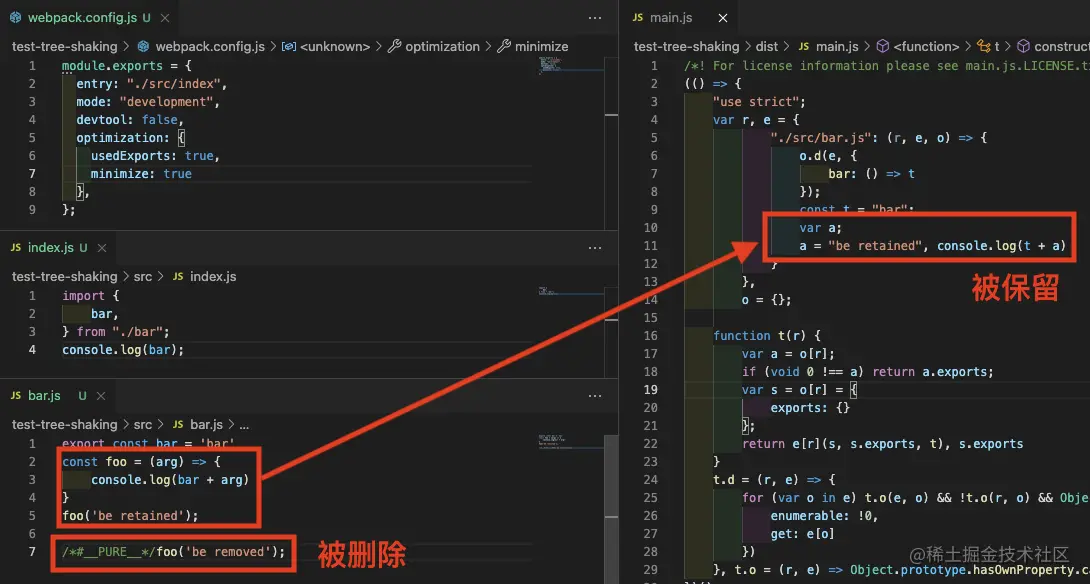 webpack.config.js U
test-tree-shaking > webpack.config.js > <unknown> > optimization > minimize
1 module.exports = {
2 entry: "./src/index",
3 mode: "development",
4 devtool: false,
5 optimization: {
6 usedExports: true,
7 minimize: true
8 },
9 };
JS index.js U
test-tree-shaking > src > JS index.js
1 import {
2 bar,
3 } from "./bar";
4 console.log(bar);
JS bar.js U
test-tree-shaking > src > JS bar.js > ...
1 export const bar = 'bar'
2 const foo = (arg) => {
3 console.log(bar + arg)
4 }
5 foo('be retained');
6
7 /*#__PURE__*/foo('be removed');
被删除
JS main.js
test-tree-shaking > dist > JS main.js > <function> > t > construct
1 /*! For license information please see main.js.LICENSE.t
2 (() => {
3 "use strict";
4 var r, e = {
5 "./src/bar.js": (r, e, o) => {
6 o.d(e, {
7 bar: () => t
8 });
9 const t = "bar";
10 var a;
11 a = "be retained", console.log(t + a)
12 }
13 },
被保留
14 o = {};
15
16 function t(r) {
17 var a = o[r];
18 if (void 0 !== a) return a.exports;
19 var s = o[r] = {
20 exports: {}
21 };
22 return e[r](s, s.exports, t), s.exports
23 }
24 t.d = (r, e) => {
25 for (var o in e) t.o(e, o) && !t.o(r, o) && Obje
26 enumerable: !0,
27 get: e[o]
28 })
29 }, t.o = (r, e) => Object.prototype.hasOwnProperty.c
@稀土掘金技术社区